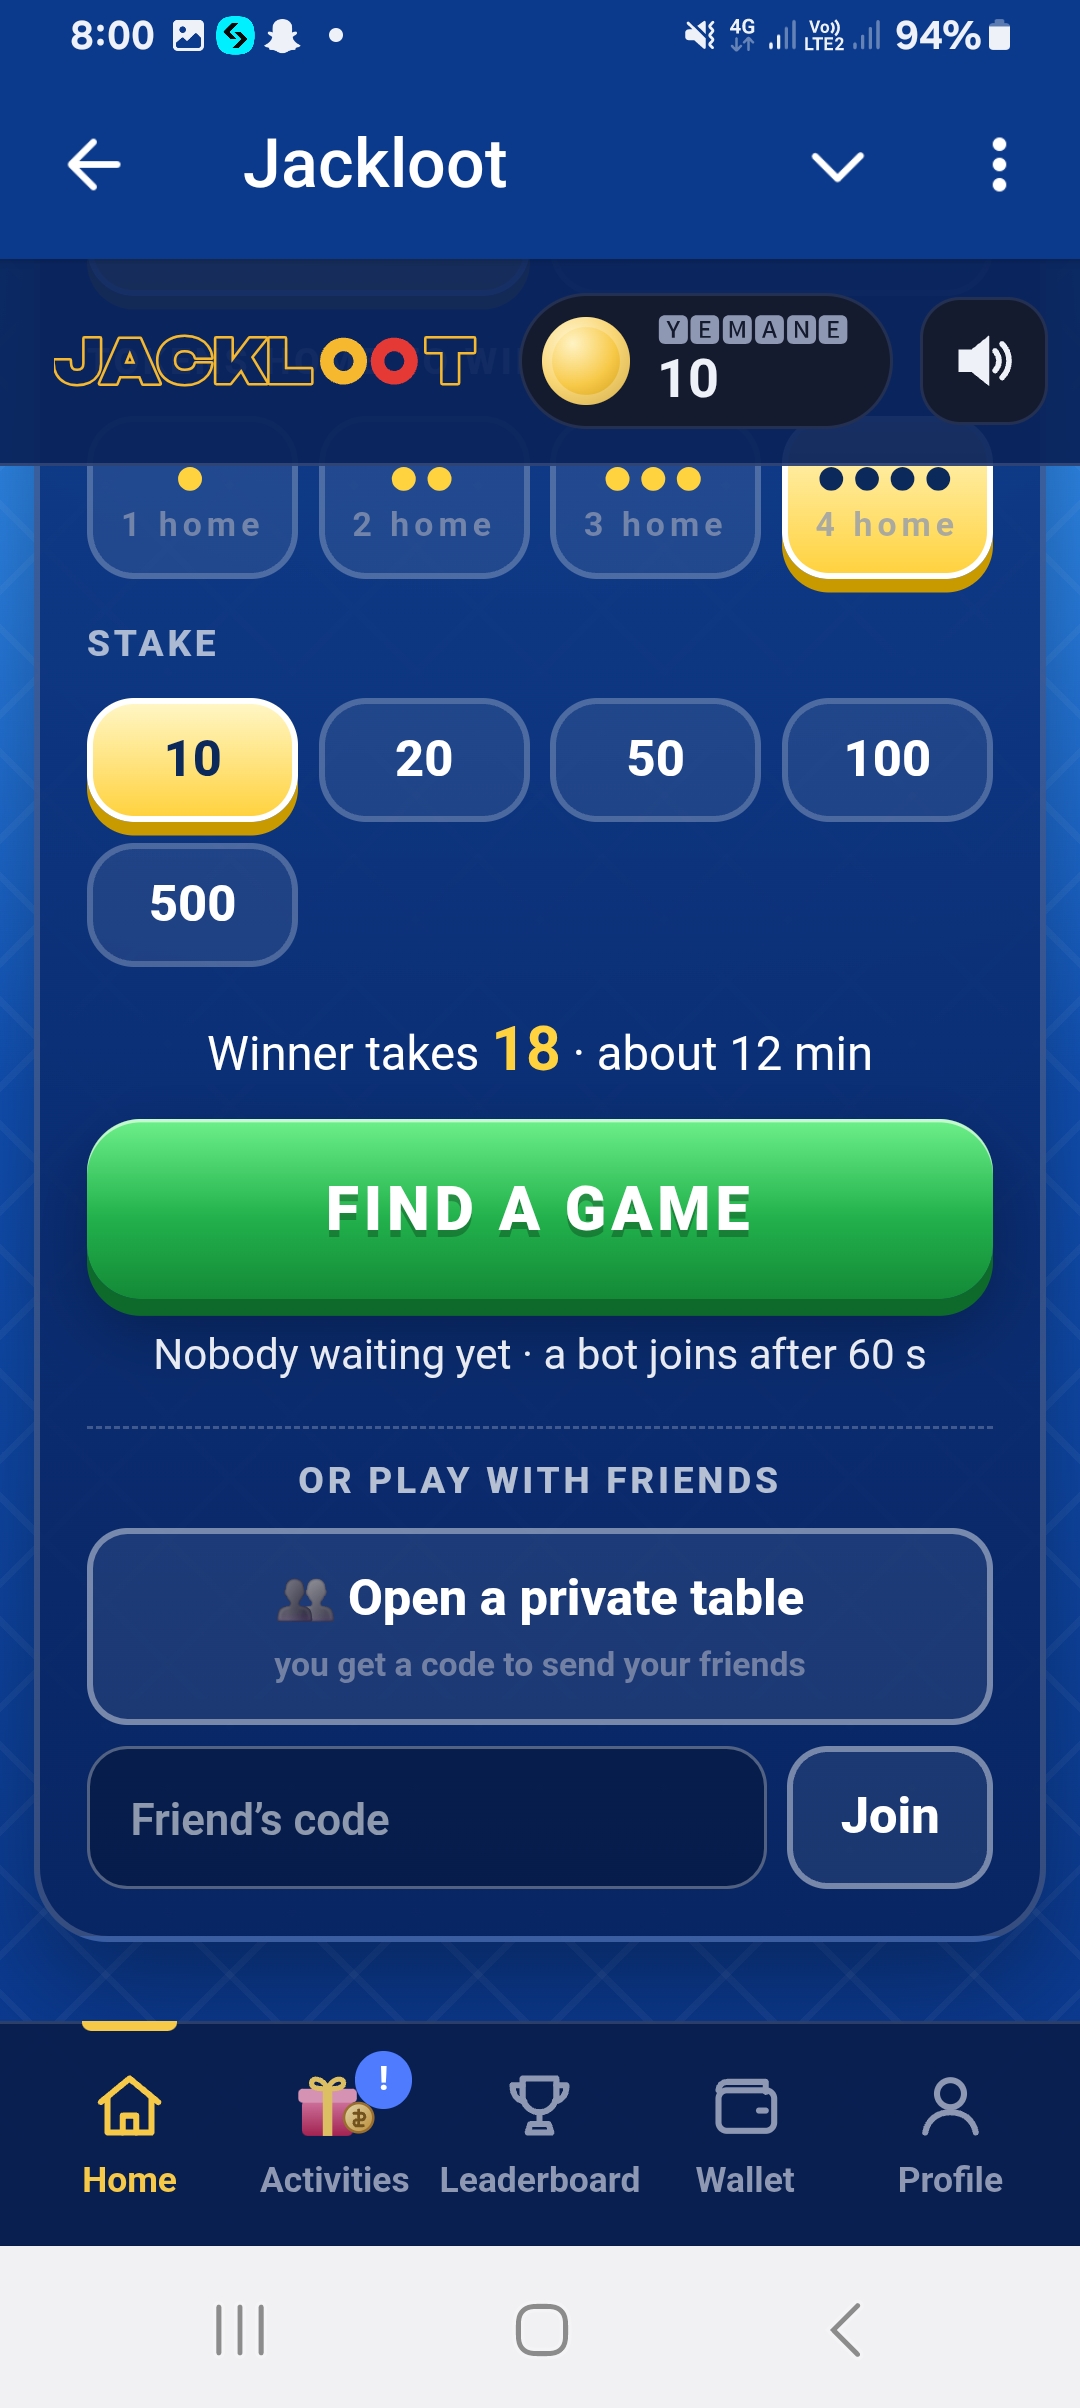 8:00
4G
Vo))
LTE2
94%
Jackloot
JACKLOOT
YEMANE
10
1 home
2 home
3 home
4 home
STAKE
10
20
50
100
500
Winner takes 18 · about 12 min
FIND A GAME
Nobody waiting yet · a bot joins after 60 s
OR PLAY WITH FRIENDS
Open a private table
you get a code to send your friends
Friend’s code
Join
!
Home
Activities
Leaderboard
Wallet
Profile